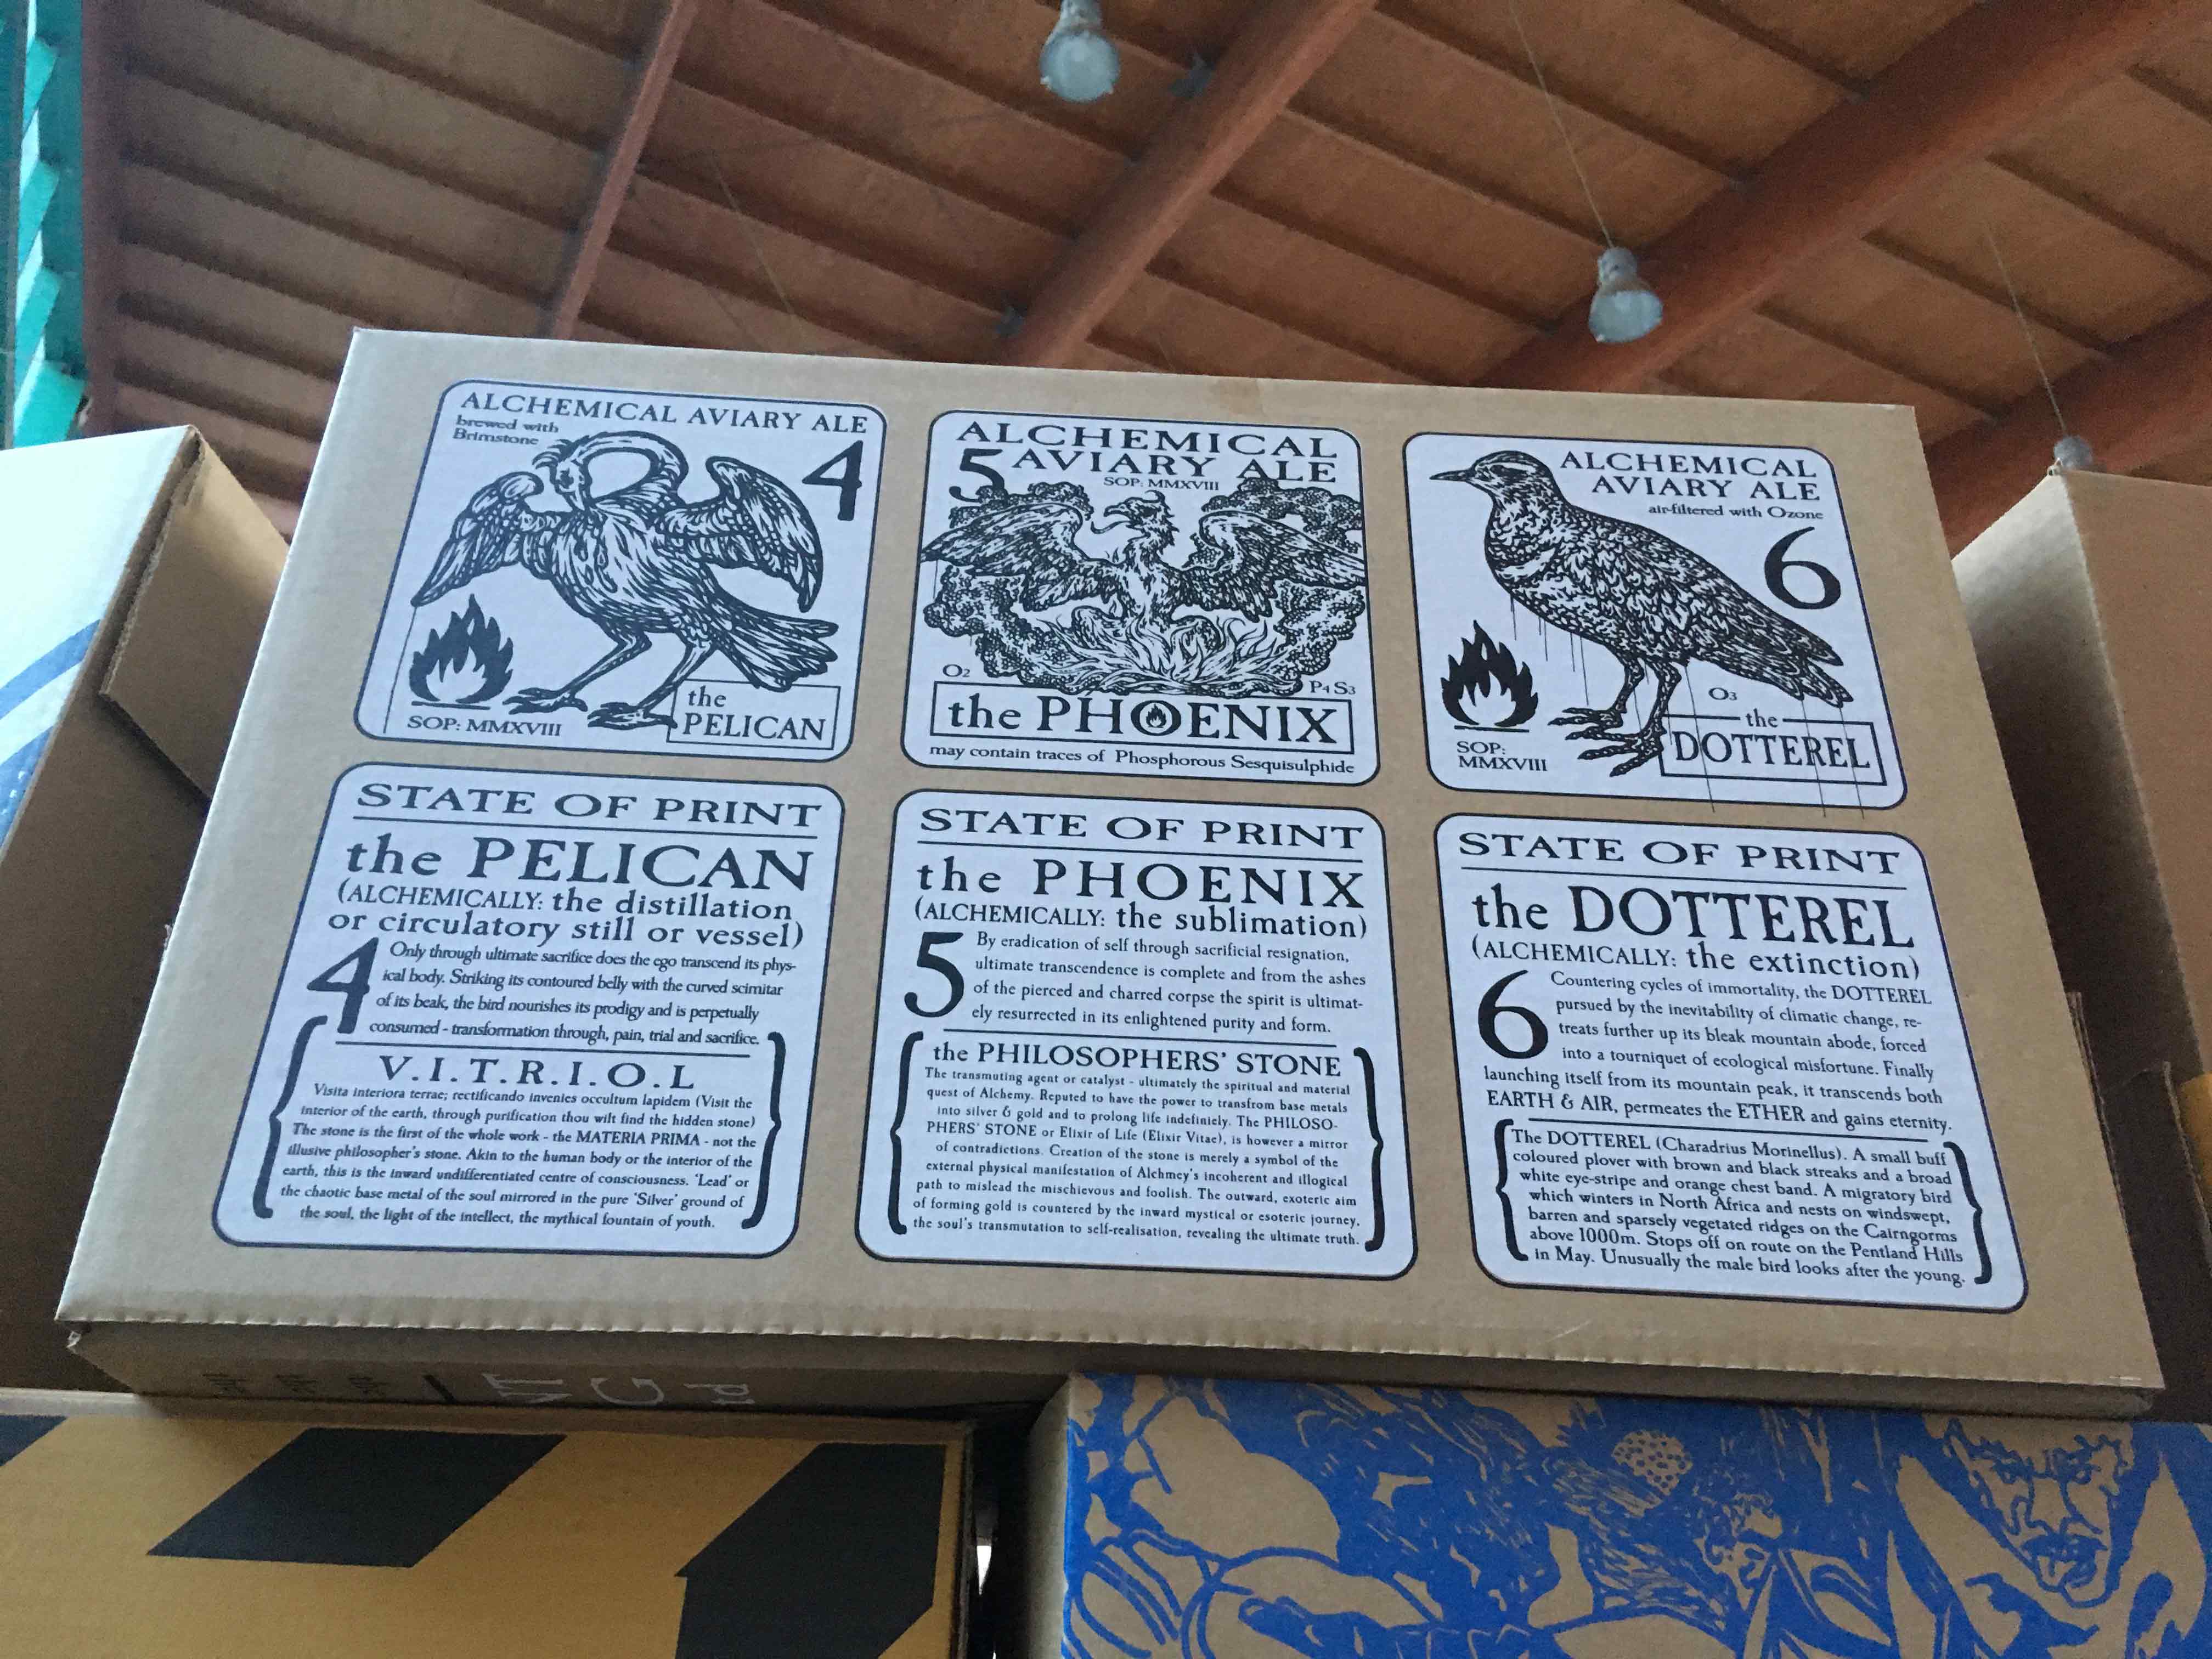 ALCHEMICAL AVIARY ALE
brewed with
Brimstone
4
SOP: MMXVIII
the
PELICAN
ALCHEMICAL
5 AVIARY ALE
SOP: MMXVIII
O2
P4 S3
the PHOENIX
may contain traces of Phosphorous Sesquisulphide
ALCHEMICAL
AVIARY ALE
air-filtered with Ozone
6
O3
SOP:
MMXVIII
the
DOTTEREL
STATE OF PRINT
the PELICAN
(ALCHEMICALLY: the distillation
or circulatory still or vessel)
4
Only through ultimate sacrifice does the ego transcend its phys-
ical body. Striking its contoured belly with the curved scimitar
of its beak, the bird nourishes its prodigy and is perpetually
consumed - transformation through, pain, trial and sacrifice.
V.I.T.R.I.O.L
Visita interiora terrae; rectificando invenies occultum lapidem (Visit the
interior of the earth, through purification thou wilt find the hidden stone)
The stone is the first of the whole work - the MATERIA PRIMA - not the
illusive philosopher's stone. Akin to the human body or the interior of the
earth, this is the inward undifferentiated centre of consciousness. 'Lead' or
the chaotic base metal of the soul mirrored in the pure 'Silver' ground of
the soul, the light of the intellect, the mythical fountain of youth.
STATE OF PRINT
the PHOENIX
(ALCHEMICALLY: the sublimation)
5
By eradication of self through sacrificial resignation,
ultimate transcendence is complete and from the ashes
of the pierced and charred corpse the spirit is ultimat-
ely resurrected in its enlightened purity and form.
the PHILOSOPHERS' STONE
The transmuting agent or catalyst - ultimately the spiritual and material
quest of Alchemy. Reputed to have the power to transfrom base metals
into silver & gold and to prolong life indefiniely. The PHILOSO-
PHERS' STONE or Elixir of Life (Elixir Vitae), is however a mirror
of contradictions. Creation of the stone is merely a symbol of the
external physical manifestation of Alchmey's incoherent and illogical
path to mislead the mischievous and foolish. The outward, exoteric aim
of forming gold is countered by the inward mystical or esoteric journey,
the soul's transmutation to self-realisation, revealing the ultimate truth.
STATE OF PRINT
the DOTTEREL
(ALCHEMICALLY: the extinction)
6
Countering cycles of immortality, the DOTTEREL
pursued by the inevitability of climatic change, re-
treats further up its bleak mountain abode, forced
into a tourniquet of ecological misfortune. Finally
launching itself from its mountain peak, it transcends both
EARTH & AIR, permeates the ETHER and gains eternity.
The DOTTEREL (Charadrius Morinellus). A small buff
coloured plover with brown and black streaks and a broad
white eye-stripe and orange chest band. A migratory bird
which winters in North Africa and nests on windswept,
barren and sparsely vegetated ridges on the Cairngorms
above 1000m. Stops off on route on the Pentland Hills
in May. Unusually the male bird looks after the young.